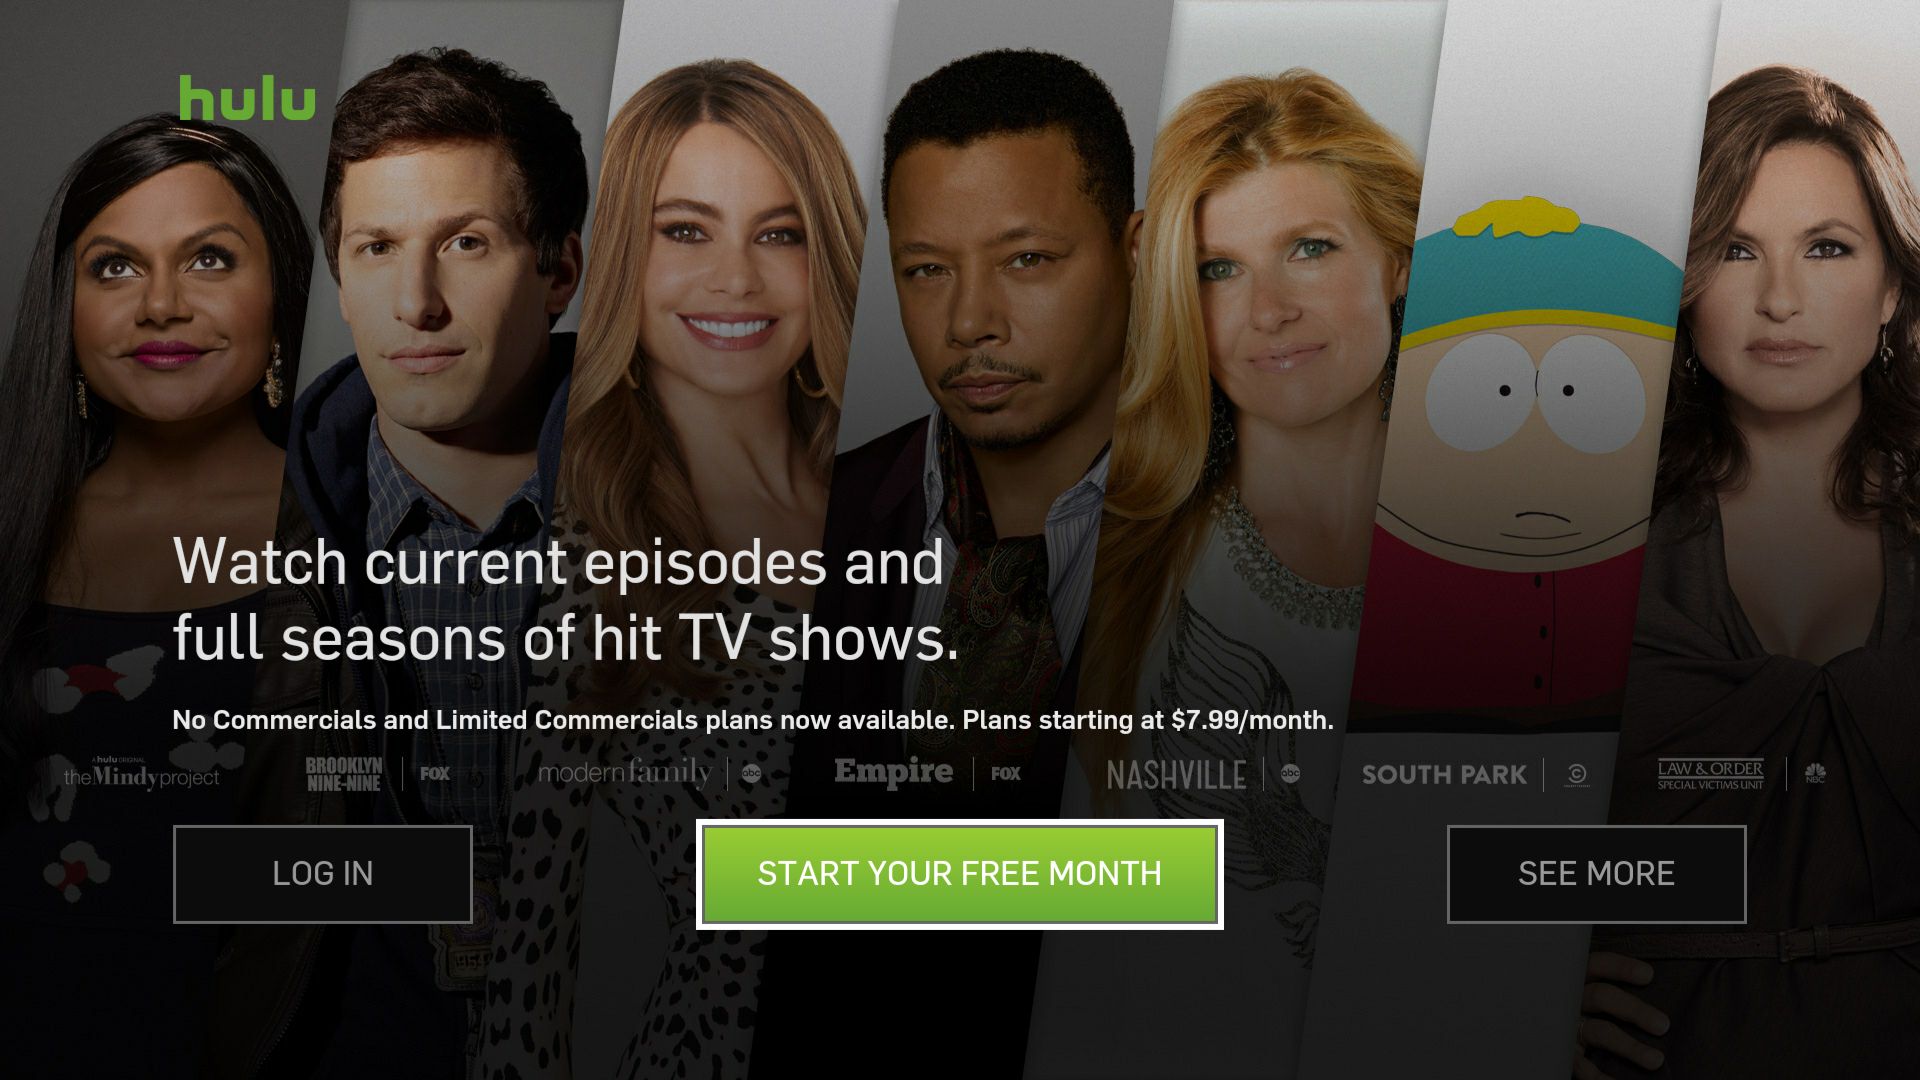 hulu
Watch current episodes and
full seasons of hit TV shows.
No Commercials and Limited Commercials plans now available. Plans starting at $7.99/month.
A hulu ORIGINAL
the Mindy project
BROOKLYN
NINE-NINE
FOX
modern family
abc
Empire
FOX
NASHVILLE
abc
SOUTH PARK
LAW & ORDER
SPECIAL VICTIMS UNIT
NBC
LOG IN
START YOUR FREE MONTH
SEE MORE